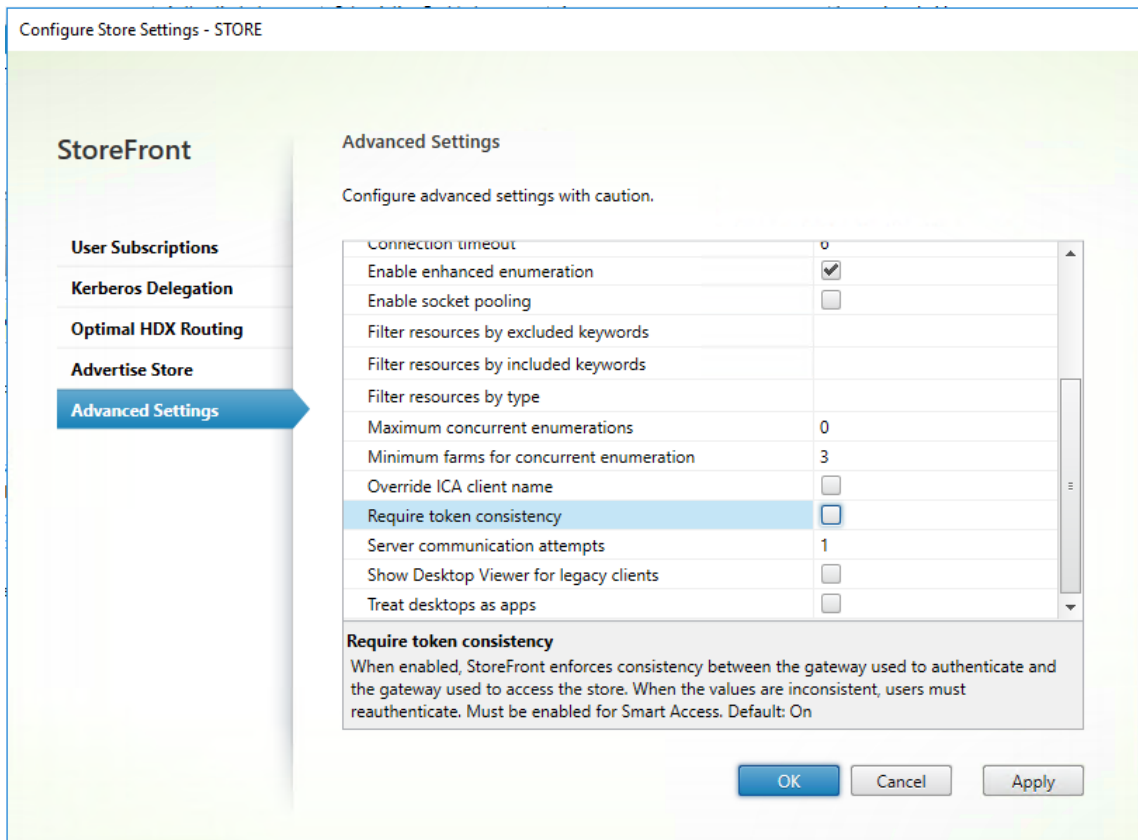 Configure Store Settings - STORE
StoreFront
User Subscriptions
Kerberos Delegation
Optimal HDX Routing
Advertise Store
Advanced Settings
Advanced Settings
Configure advanced settings with caution.
Connection timeout 6
Enable enhanced enumeration
Enable socket pooling
Filter resources by excluded keywords
Filter resources by included keywords
Filter resources by type
Maximum concurrent enumerations 0
Minimum farms for concurrent enumeration 3
Override ICA client name
Require token consistency
Server communication attempts 1
Show Desktop Viewer for legacy clients
Treat desktops as apps
Require token consistency
When enabled, StoreFront enforces consistency between the gateway used to authenticate and
the gateway used to access the store. When the values are inconsistent, users must
reauthenticate. Must be enabled for Smart Access. Default: On
OK Cancel Apply